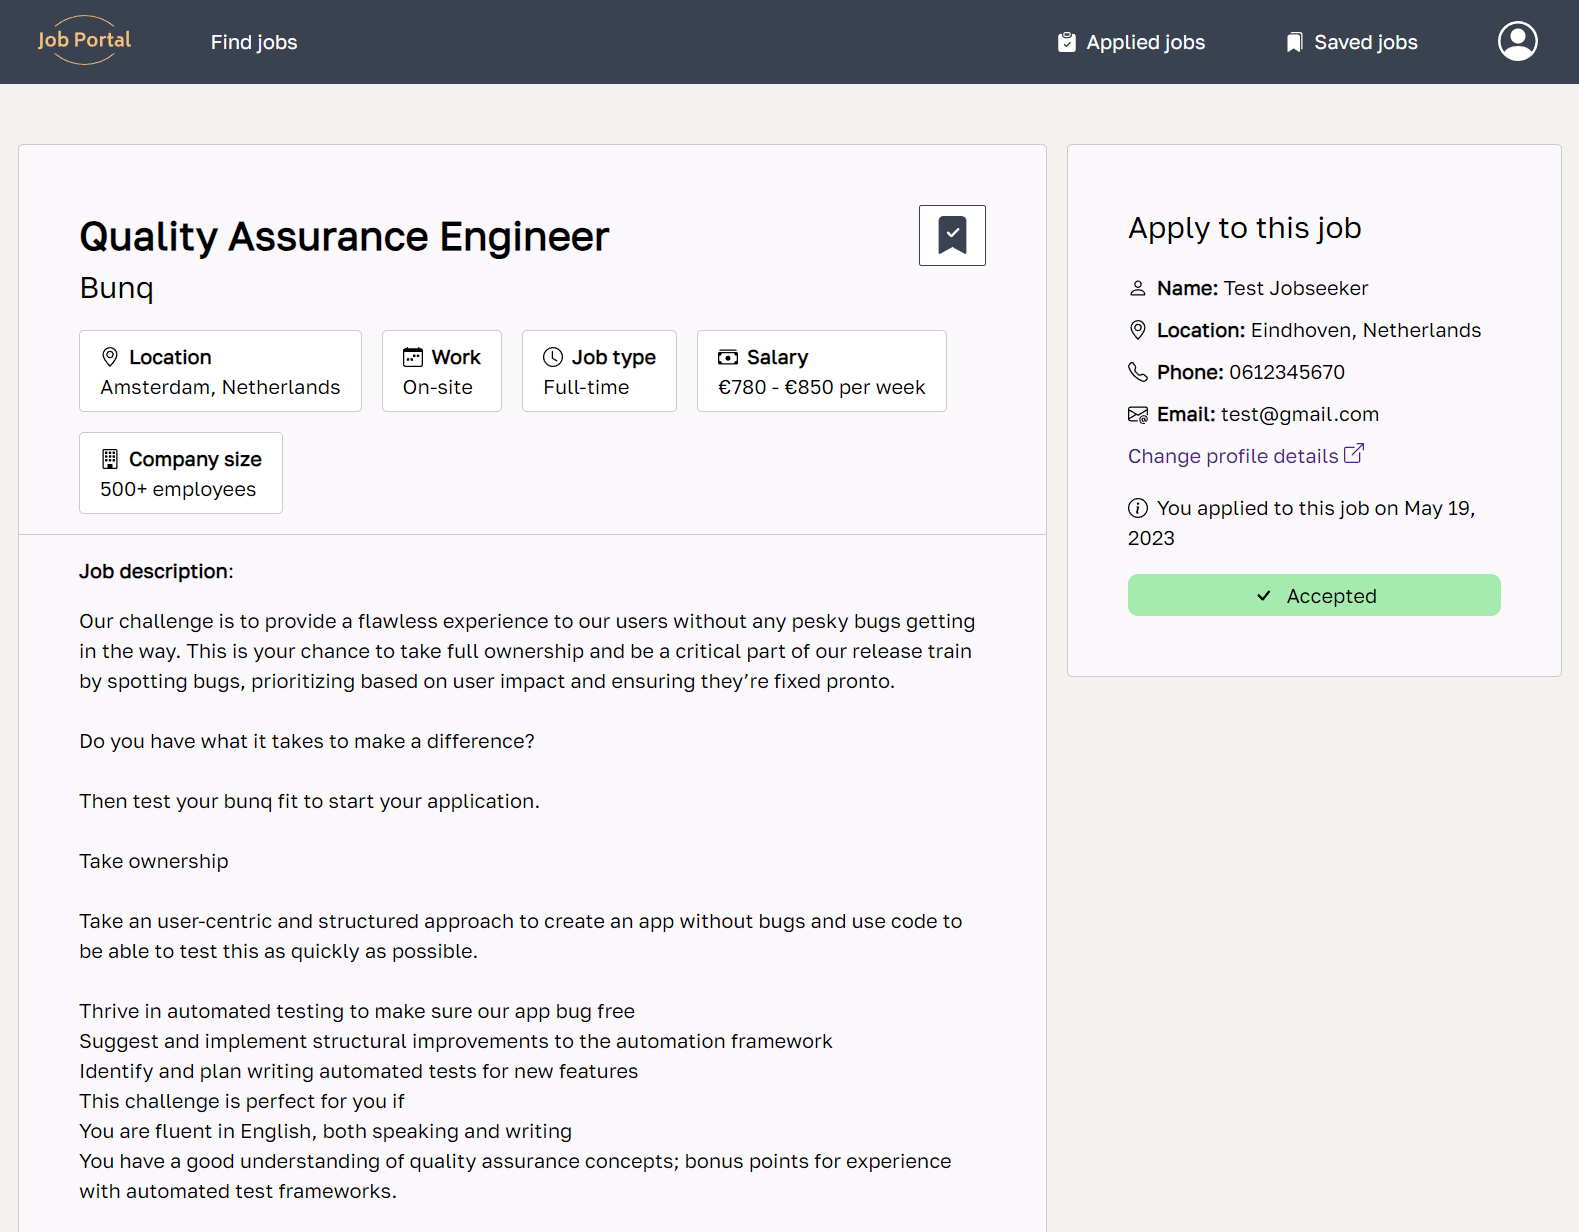 Job Portal
Find jobs
Applied jobs
Saved jobs
Quality Assurance Engineer
Bunq
Location
Amsterdam, Netherlands
Work
On-site
Job type
Full-time
Salary
€780 - €850 per week
Company size
500+ employees
Job description:
Our challenge is to provide a flawless experience to our users without any pesky bugs getting
in the way. This is your chance to take full ownership and be a critical part of our release train
by spotting bugs, prioritizing based on user impact and ensuring they’re fixed pronto.
Do you have what it takes to make a difference?
Then test your bunq fit to start your application.
Take ownership
Take an user-centric and structured approach to create an app without bugs and use code to
be able to test this as quickly as possible.
Thrive in automated testing to make sure our app bug free
Suggest and implement structural improvements to the automation framework
Identify and plan writing automated tests for new features
This challenge is perfect for you if
You are fluent in English, both speaking and writing
You have a good understanding of quality assurance concepts; bonus points for experience
with automated test frameworks.
Apply to this job
Name: Test Jobseeker
Location: Eindhoven, Netherlands
Phone: 0612345670
Email: test@gmail.com
Change profile details
You applied to this job on May 19,
2023
Accepted